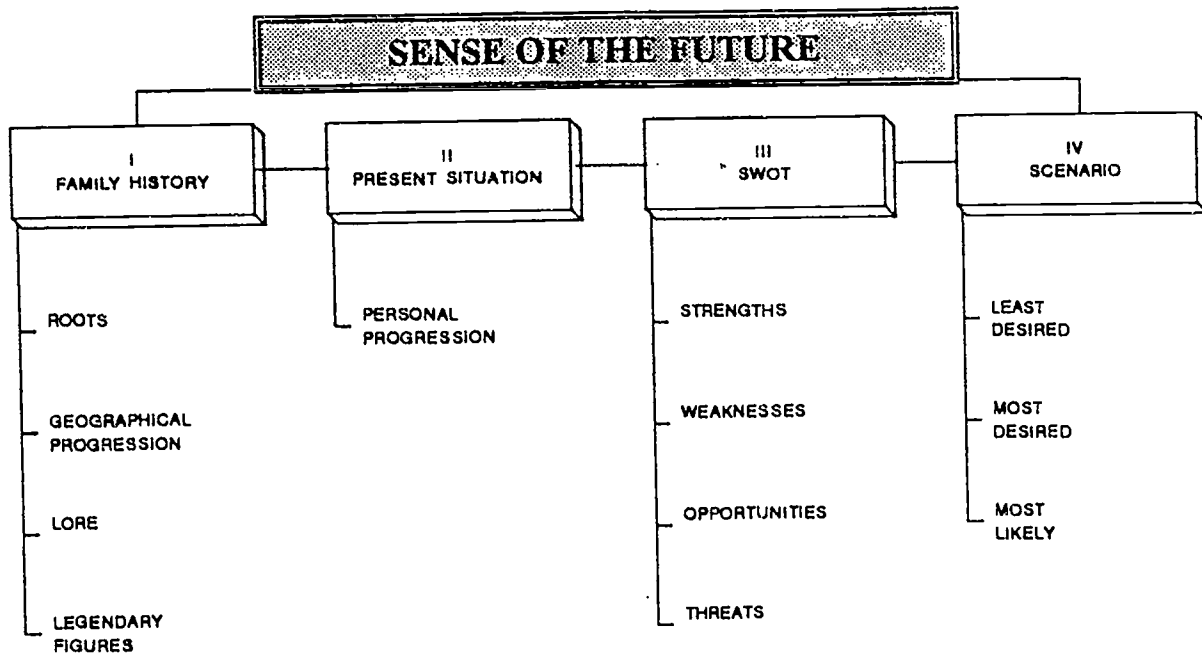 SENSE OF THE FUTURE
I
FAMILY HISTORY
II
PRESENT SITUATION
III
SWOT
IV
SCENARIO
ROOTS
GEOGRAPHICAL
PROGRESSION
LORE
LEGENDARY
FIGURES
PERSONAL
PROGRESSION
STRENGTHS
WEAKNESSES
OPPORTUNITIES
THREATS
LEAST
DESIRED
MOST
DESIRED
MOST
LIKELY